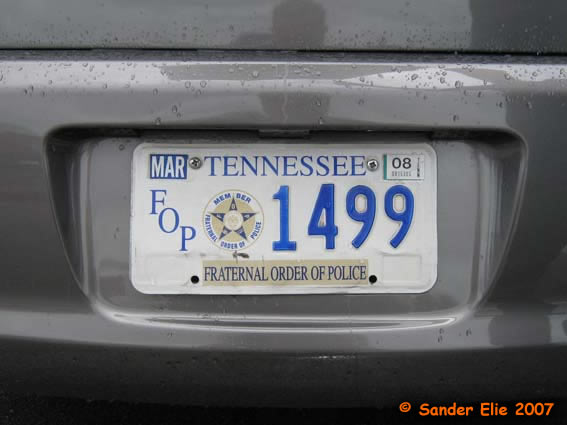 MAR TENNESSEE 08
FOP 1499
MEMBER
FRATERNAL ORDER OF POLICE
FRATERNAL ORDER OF POLICE
© Sander Elie 2007